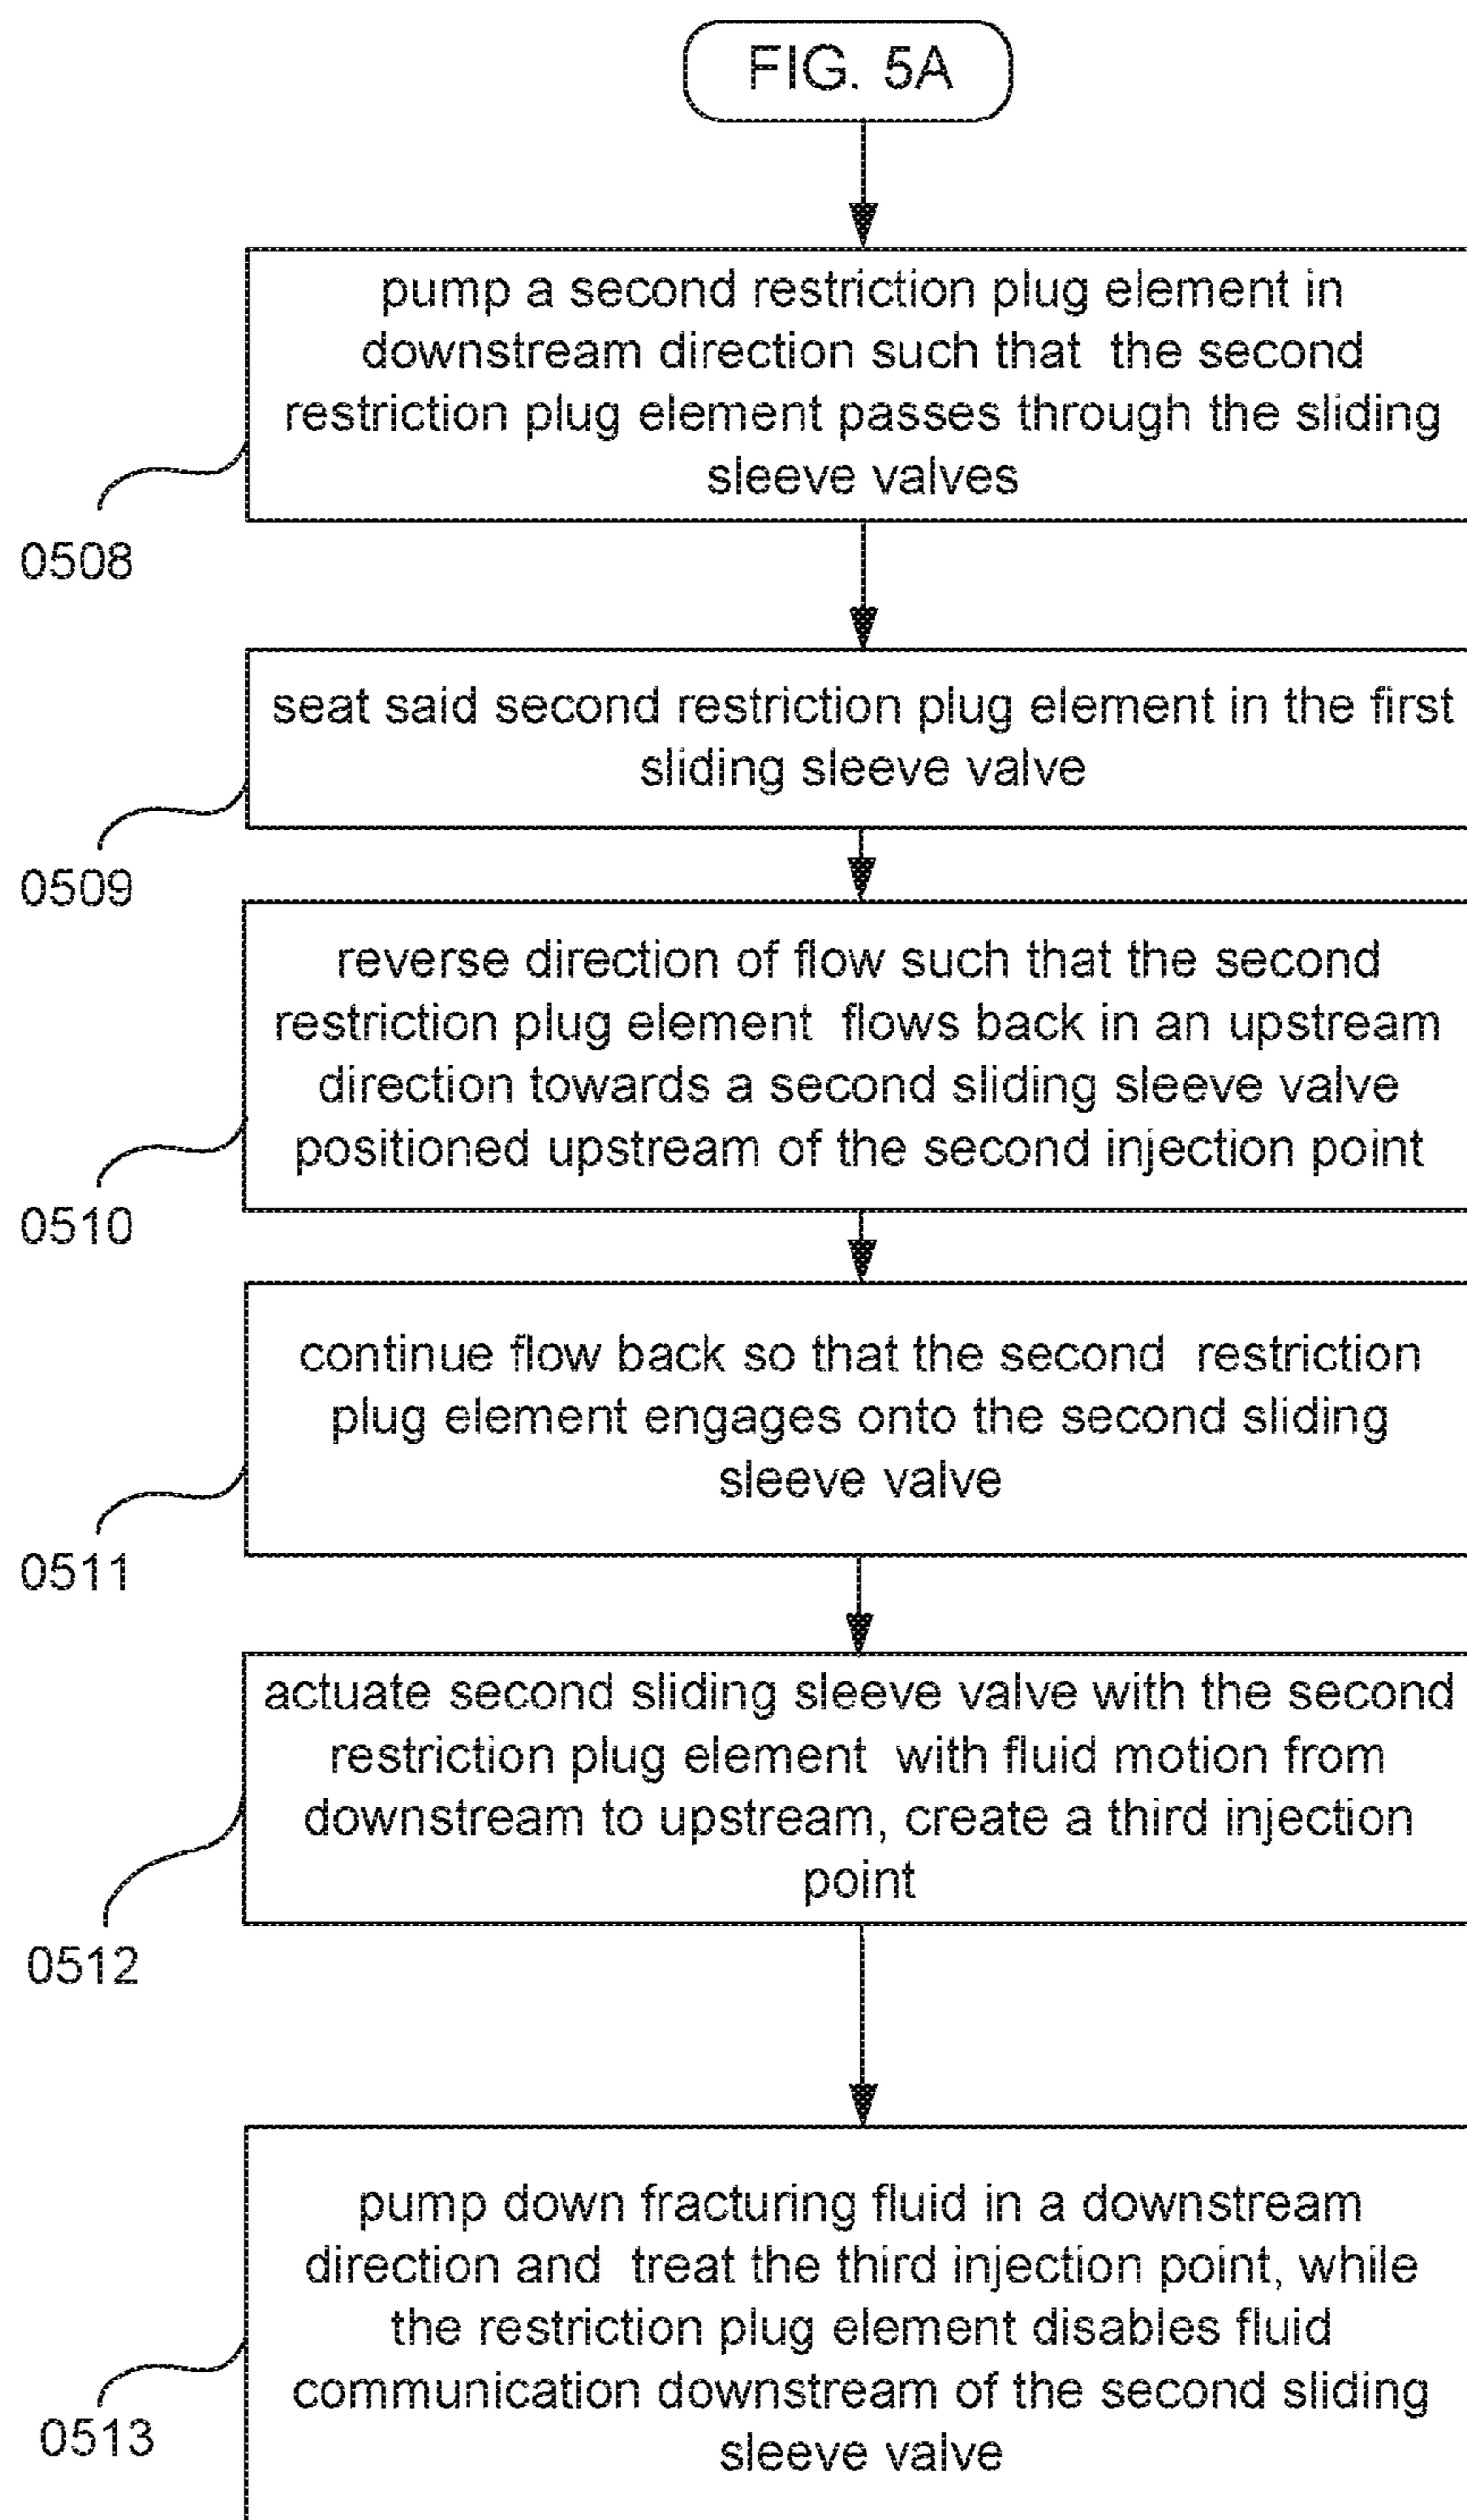 FIG. 5A
pump a second restriction plug element in
downstream direction such that the second
restriction plug element passes through the sliding
sleeve valves
0508
seat said second restriction plug element in the first
sliding sleeve valve
0509
reverse direction of flow such that the second
restriction plug element flows back in an upstream
direction towards a second sliding sleeve valve
positioned upstream of the second injection point
0510
continue flow back so that the second restriction
plug element engages onto the second sliding
sleeve valve
0511
actuate second sliding sleeve valve with the second
restriction plug element with fluid motion from
downstream to upstream, create a third injection
point
0512
pump down fracturing fluid in a downstream
direction and treat the third injection point, while
the restriction plug element disables fluid
communication downstream of the second sliding
sleeve valve
0513